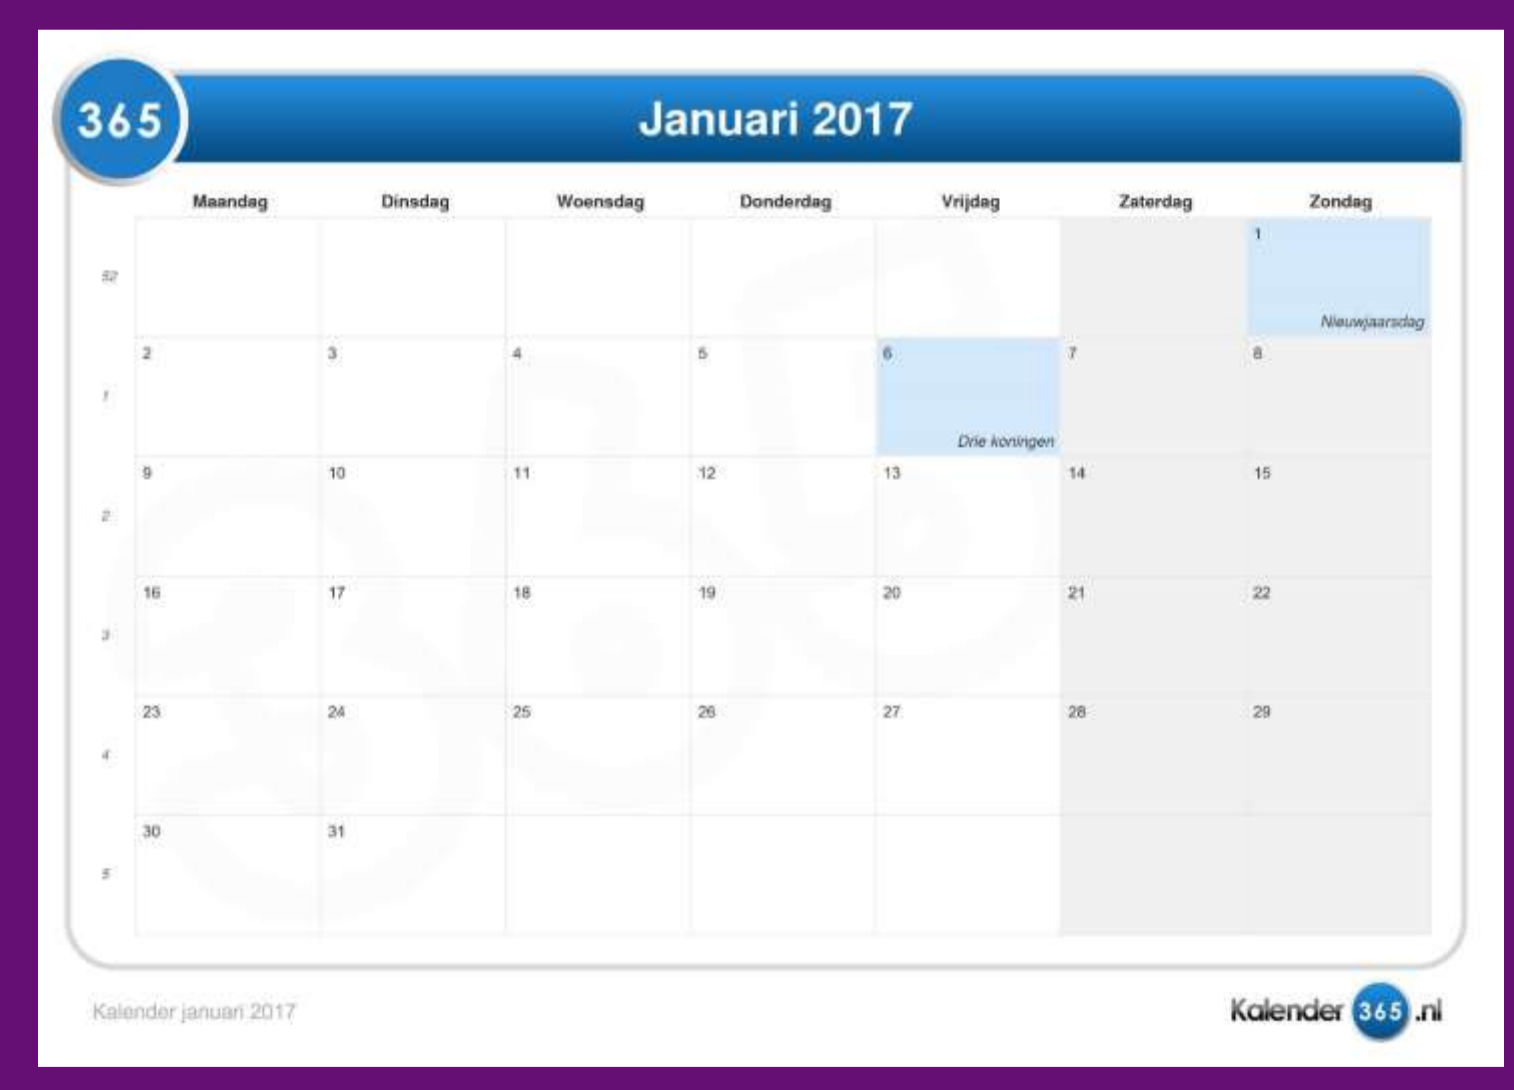 365
Januari 2017
Maandag Dinsdag Woensdag Donderdag Vrijdag Zaterdag Zondag
1
52
Nieuwjaarsdag
2 3 4 5 6 7 8
1
Drie koningen
9 10 11 12 13 14 15
2
16 17 18 19 20 21 22
3
23 24 25 26 27 28 29
4
30 31
5
Kalender januari 2017
Kalender 365 .nl